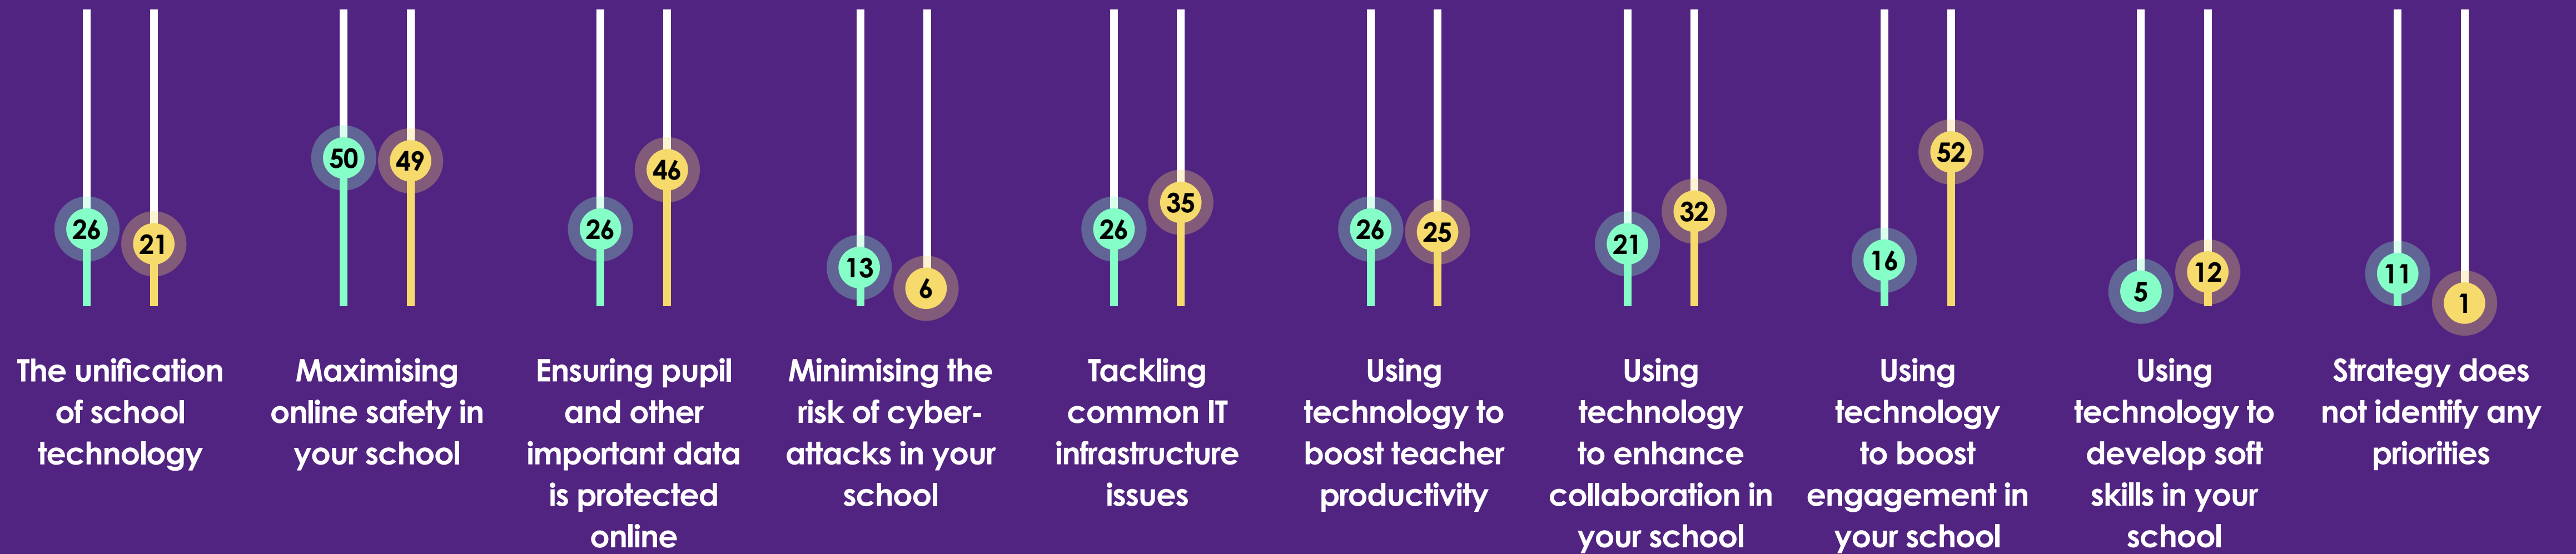 26 21
50 49
26 46
13 6
26 35
26 25
21 32
16 52
5 12
11 1
The unification
of school
technology
Maximising
online safety in
your school
Ensuring pupil
and other
important data
is protected
online
Minimising the
risk of cyber-
attacks in your
school
Tackling
common IT
infrastructure
issues
Using
technology to
boost teacher
productivity
Using
technology
to enhance
collaboration in
your school
Using
technology
to boost
engagement in
your school
Using
technology to
develop soft
skills in your
school
Strategy does
not identify any
priorities